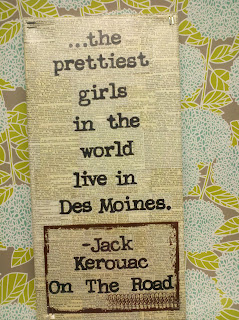 ...the
prettiest
girls
in the
world
live in
Des Moines.
-Jack
Kerouac
On The Road